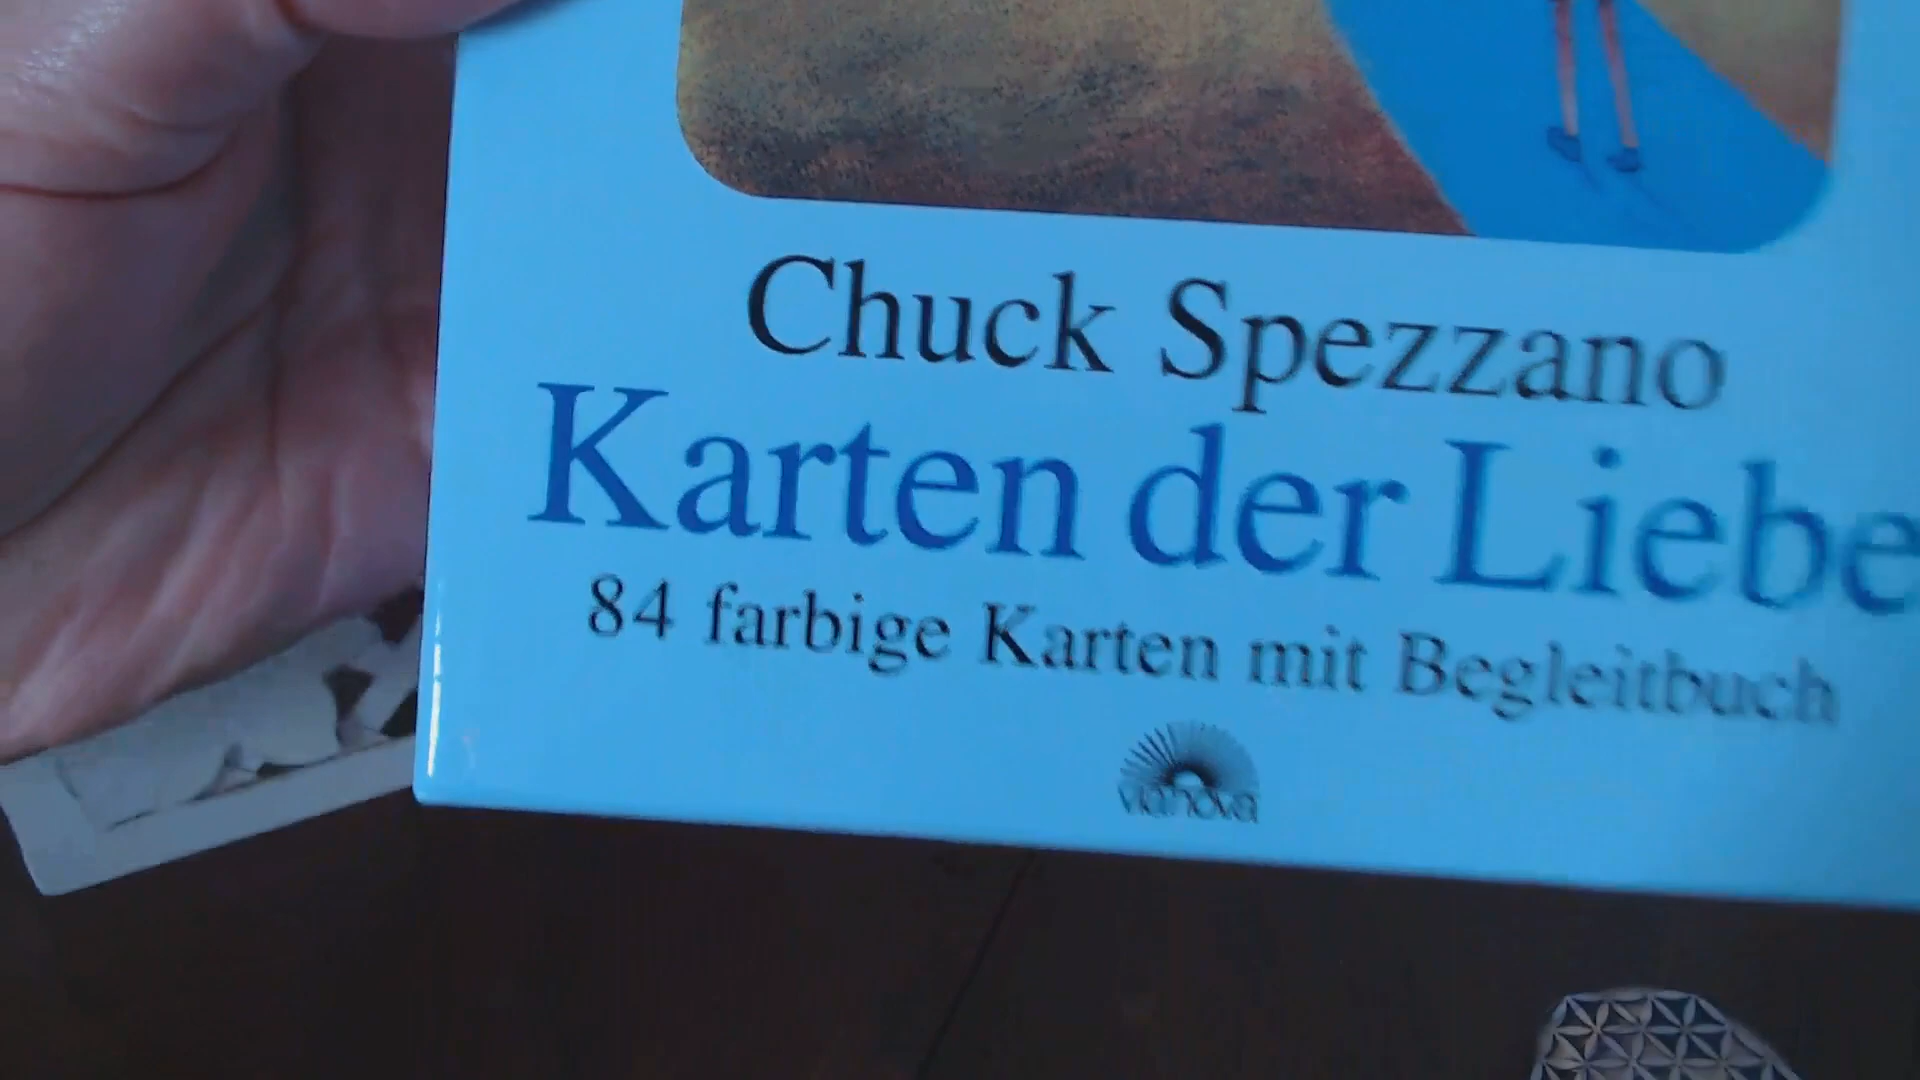 Chuck Spezzano
Karten der Liebe
84 farbige Karten mit Begleitbuch
via nova